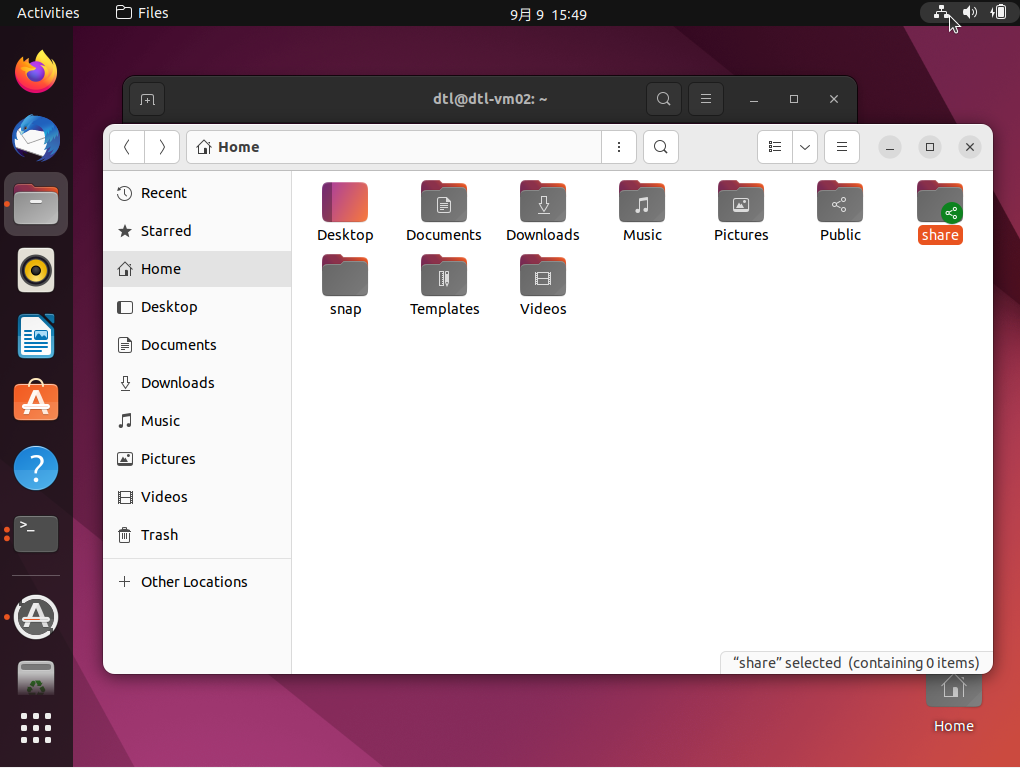 Activities
Files
9月 9 15:49
dtl@dtl-vm02: ~
Home
Recent
Starred
Home
Desktop
Documents
Downloads
Music
Pictures
Videos
Trash
Other Locations
Desktop
Documents
Downloads
Music
Pictures
Public
share
snap
Templates
Videos
“share” selected (containing 0 items)
Home